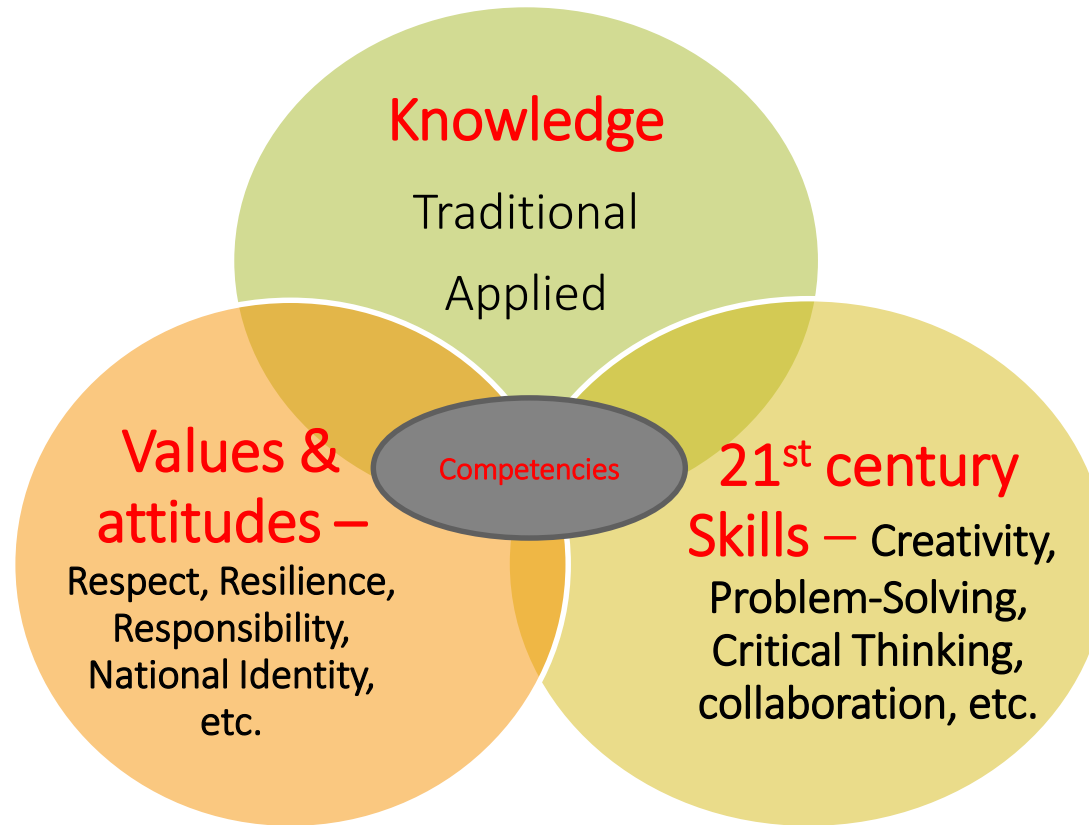 Knowledge
Traditional
Applied
Values &
attitudes –
Respect, Resilience,
Responsibility,
National Identity,
etc.
Competencies
21st century
Skills – Creativity,
Problem-Solving,
Critical Thinking,
collaboration, etc.